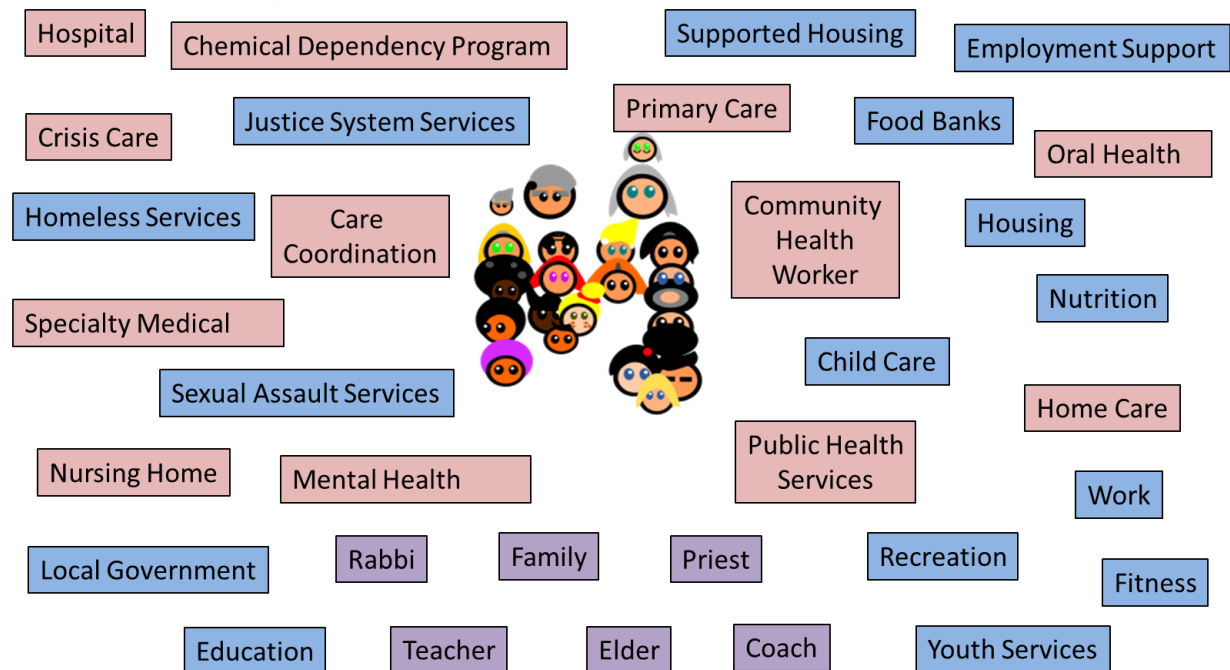 Hospital
Chemical Dependency Program
Supported Housing
Employment Support
Crisis Care
Justice System Services
Primary Care
Food Banks
Oral Health
Homeless Services
Care
Coordination
Community
Health
Worker
Housing
Specialty Medical
Nutrition
Sexual Assault Services
Child Care
Home Care
Nursing Home
Mental Health
Public Health
Services
Work
Local Government
Rabbi
Family
Priest
Recreation
Fitness
Education
Teacher
Elder
Coach
Youth Services